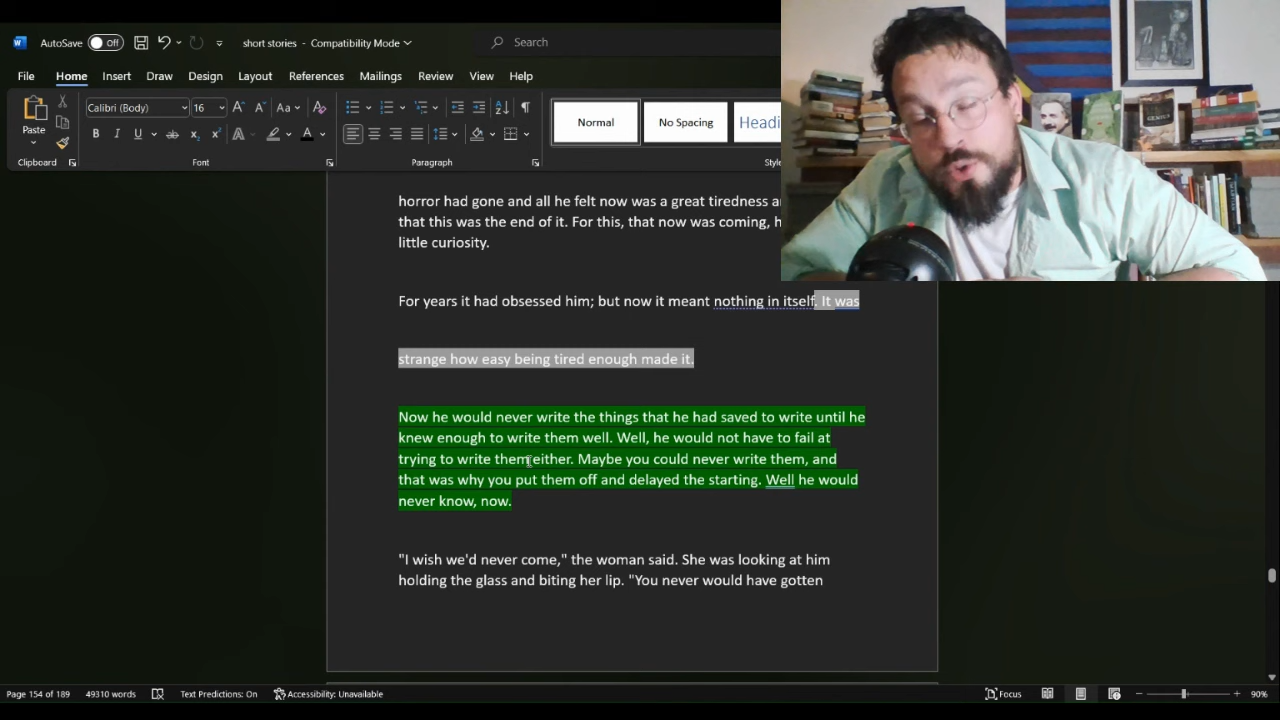 AutoSave Off short stories - Compatibility Mode Search
File Home Insert Draw Design Layout References Mailings Review View Help
Paste Calibri (Body) 16 Aa Normal No Spacing Headi
B I U ab x₂ x² A A
Clipboard Font Paragraph Style
GENIUS
horror had gone and all he felt now was a great tiredness a
that this was the end of it. For this, that now was coming, h
little curiosity.
For years it had obsessed him; but now it meant nothing in itself. It was
strange how easy being tired enough made it.
Now he would never write the things that he had saved to write until he
knew enough to write them well. Well, he would not have to fail at
trying to write them either. Maybe you could never write them, and
that was why you put them off and delayed the starting. Well he would
never know, now.
"I wish we'd never come," the woman said. She was looking at him
holding the glass and biting her lip. "You never would have gotten
Page 154 of 189 49310 words Text Predictions: On Accessibility: Unavailable Focus 90%